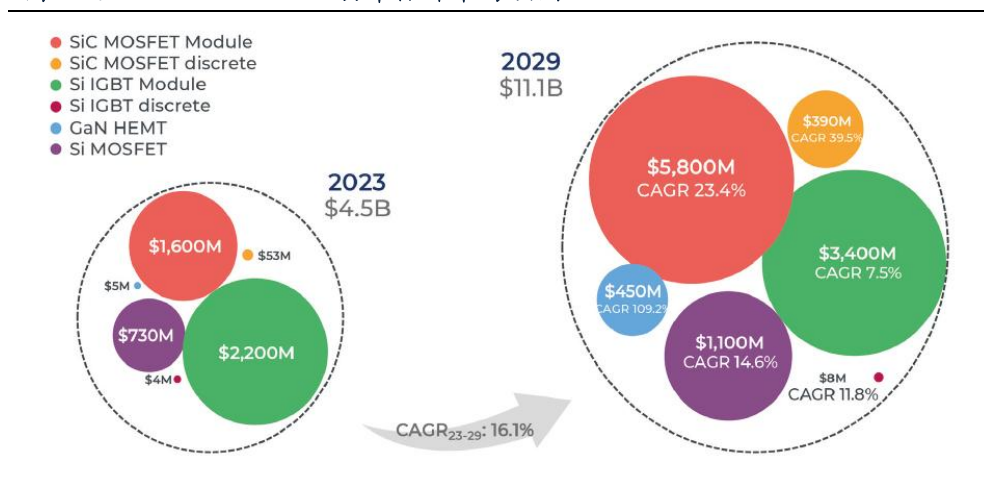 SiC MOSFET Module
SiC MOSFET discrete
Si IGBT Module
Si IGBT discrete
GaN HEMT
Si MOSFET
2023
$4.5B
$1,600M
$53M
$5M
$730M
$2,200M
$4M
CAGR23-29: 16.1%
2029
$11.1B
$390M
CAGR 39.5%
$5,800M
CAGR 23.4%
$3,400M
CAGR 7.5%
$450M
CAGR 109.2%
$1,100M
CAGR 14.6%
$8M
CAGR 11.8%